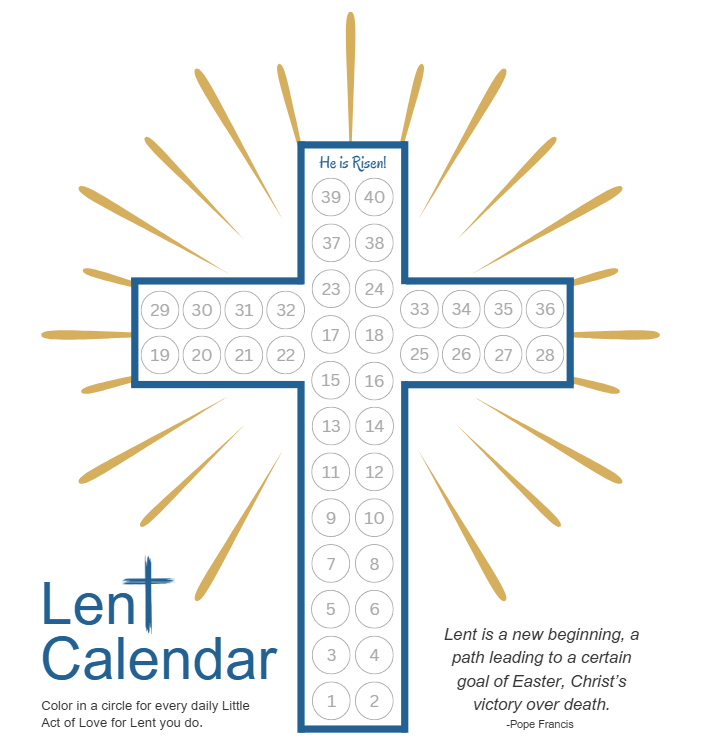 He is Risen!
39 40
37 38
23 24
29 30 31 32
33 34 35 36
17 18
19 20 21 22
25 26 27 28
15 16
13 14
11 12
9 10
7 8
5 6
3 4
1 2
Lent
Calendar
Color in a circle for every daily Little
Act of Love for Lent you do.
Lent is a new beginning, a
path leading to a certain
goal of Easter, Christ’s
victory over death.
-Pope Francis